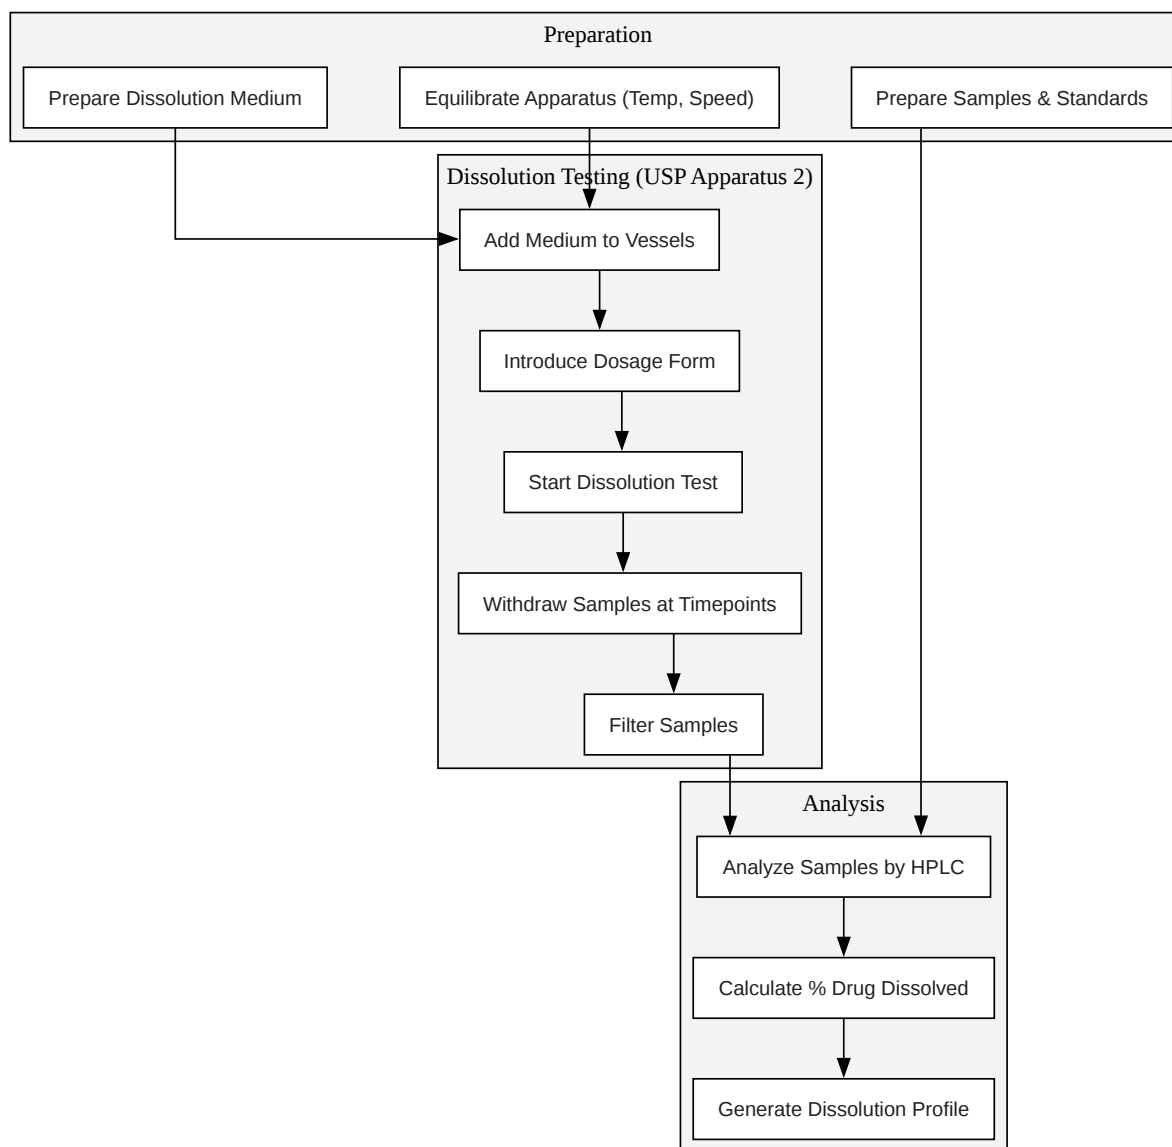 Preparation
Prepare Dissolution Medium
Equilibrate Apparatus (Temp, Speed)
Prepare Samples & Standards
Dissolution Testing (USP Apparatus 2)
Add Medium to Vessels
Introduce Dosage Form
Start Dissolution Test
Withdraw Samples at Timepoints
Filter Samples
Analysis
Analyze Samples by HPLC
Calculate % Drug Dissolved
Generate Dissolution Profile